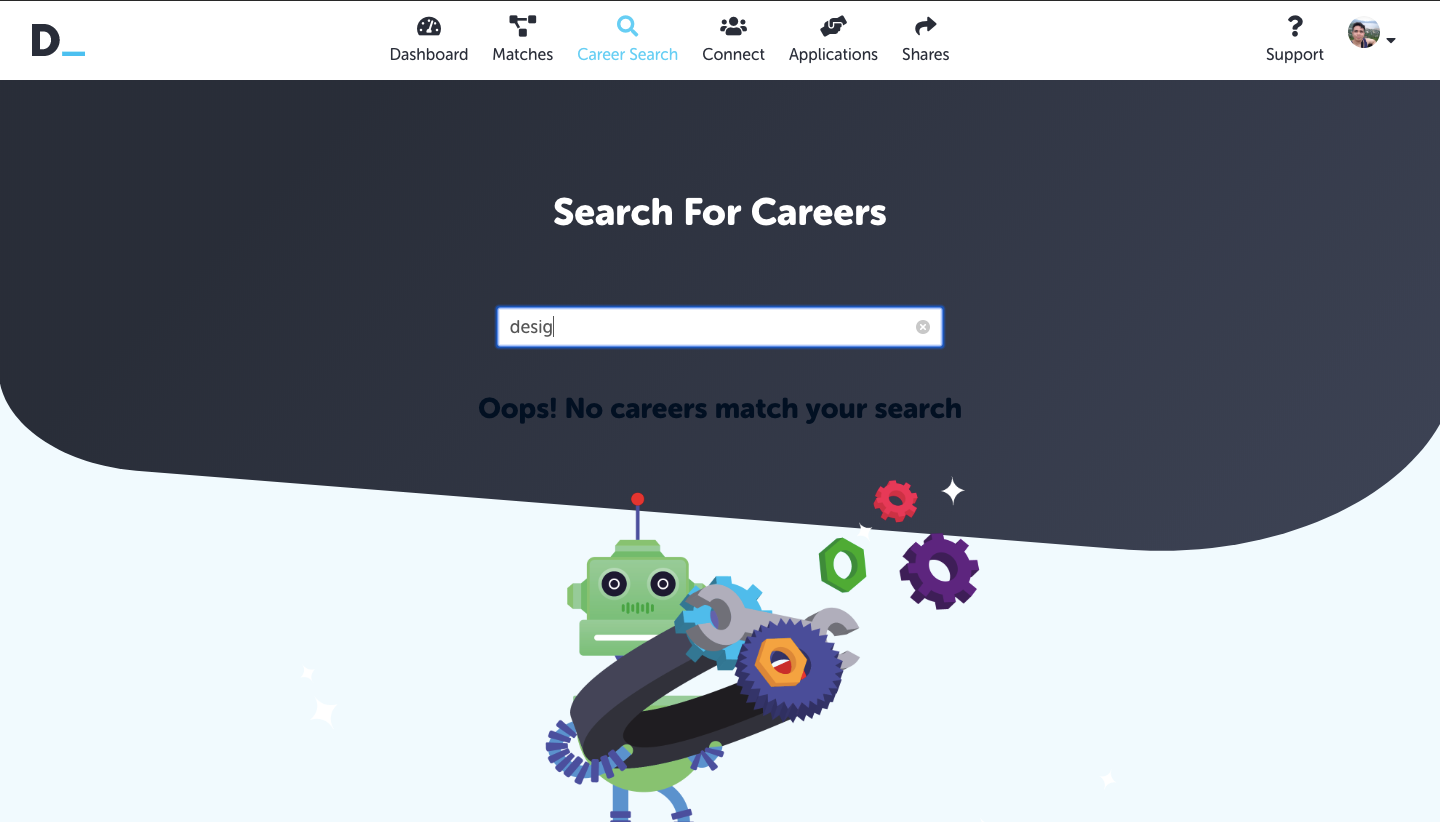 D_
Dashboard
Matches
Career Search
Connect
Applications
Shares
? Support
Search For Careers
desig
Oops! No careers match your search